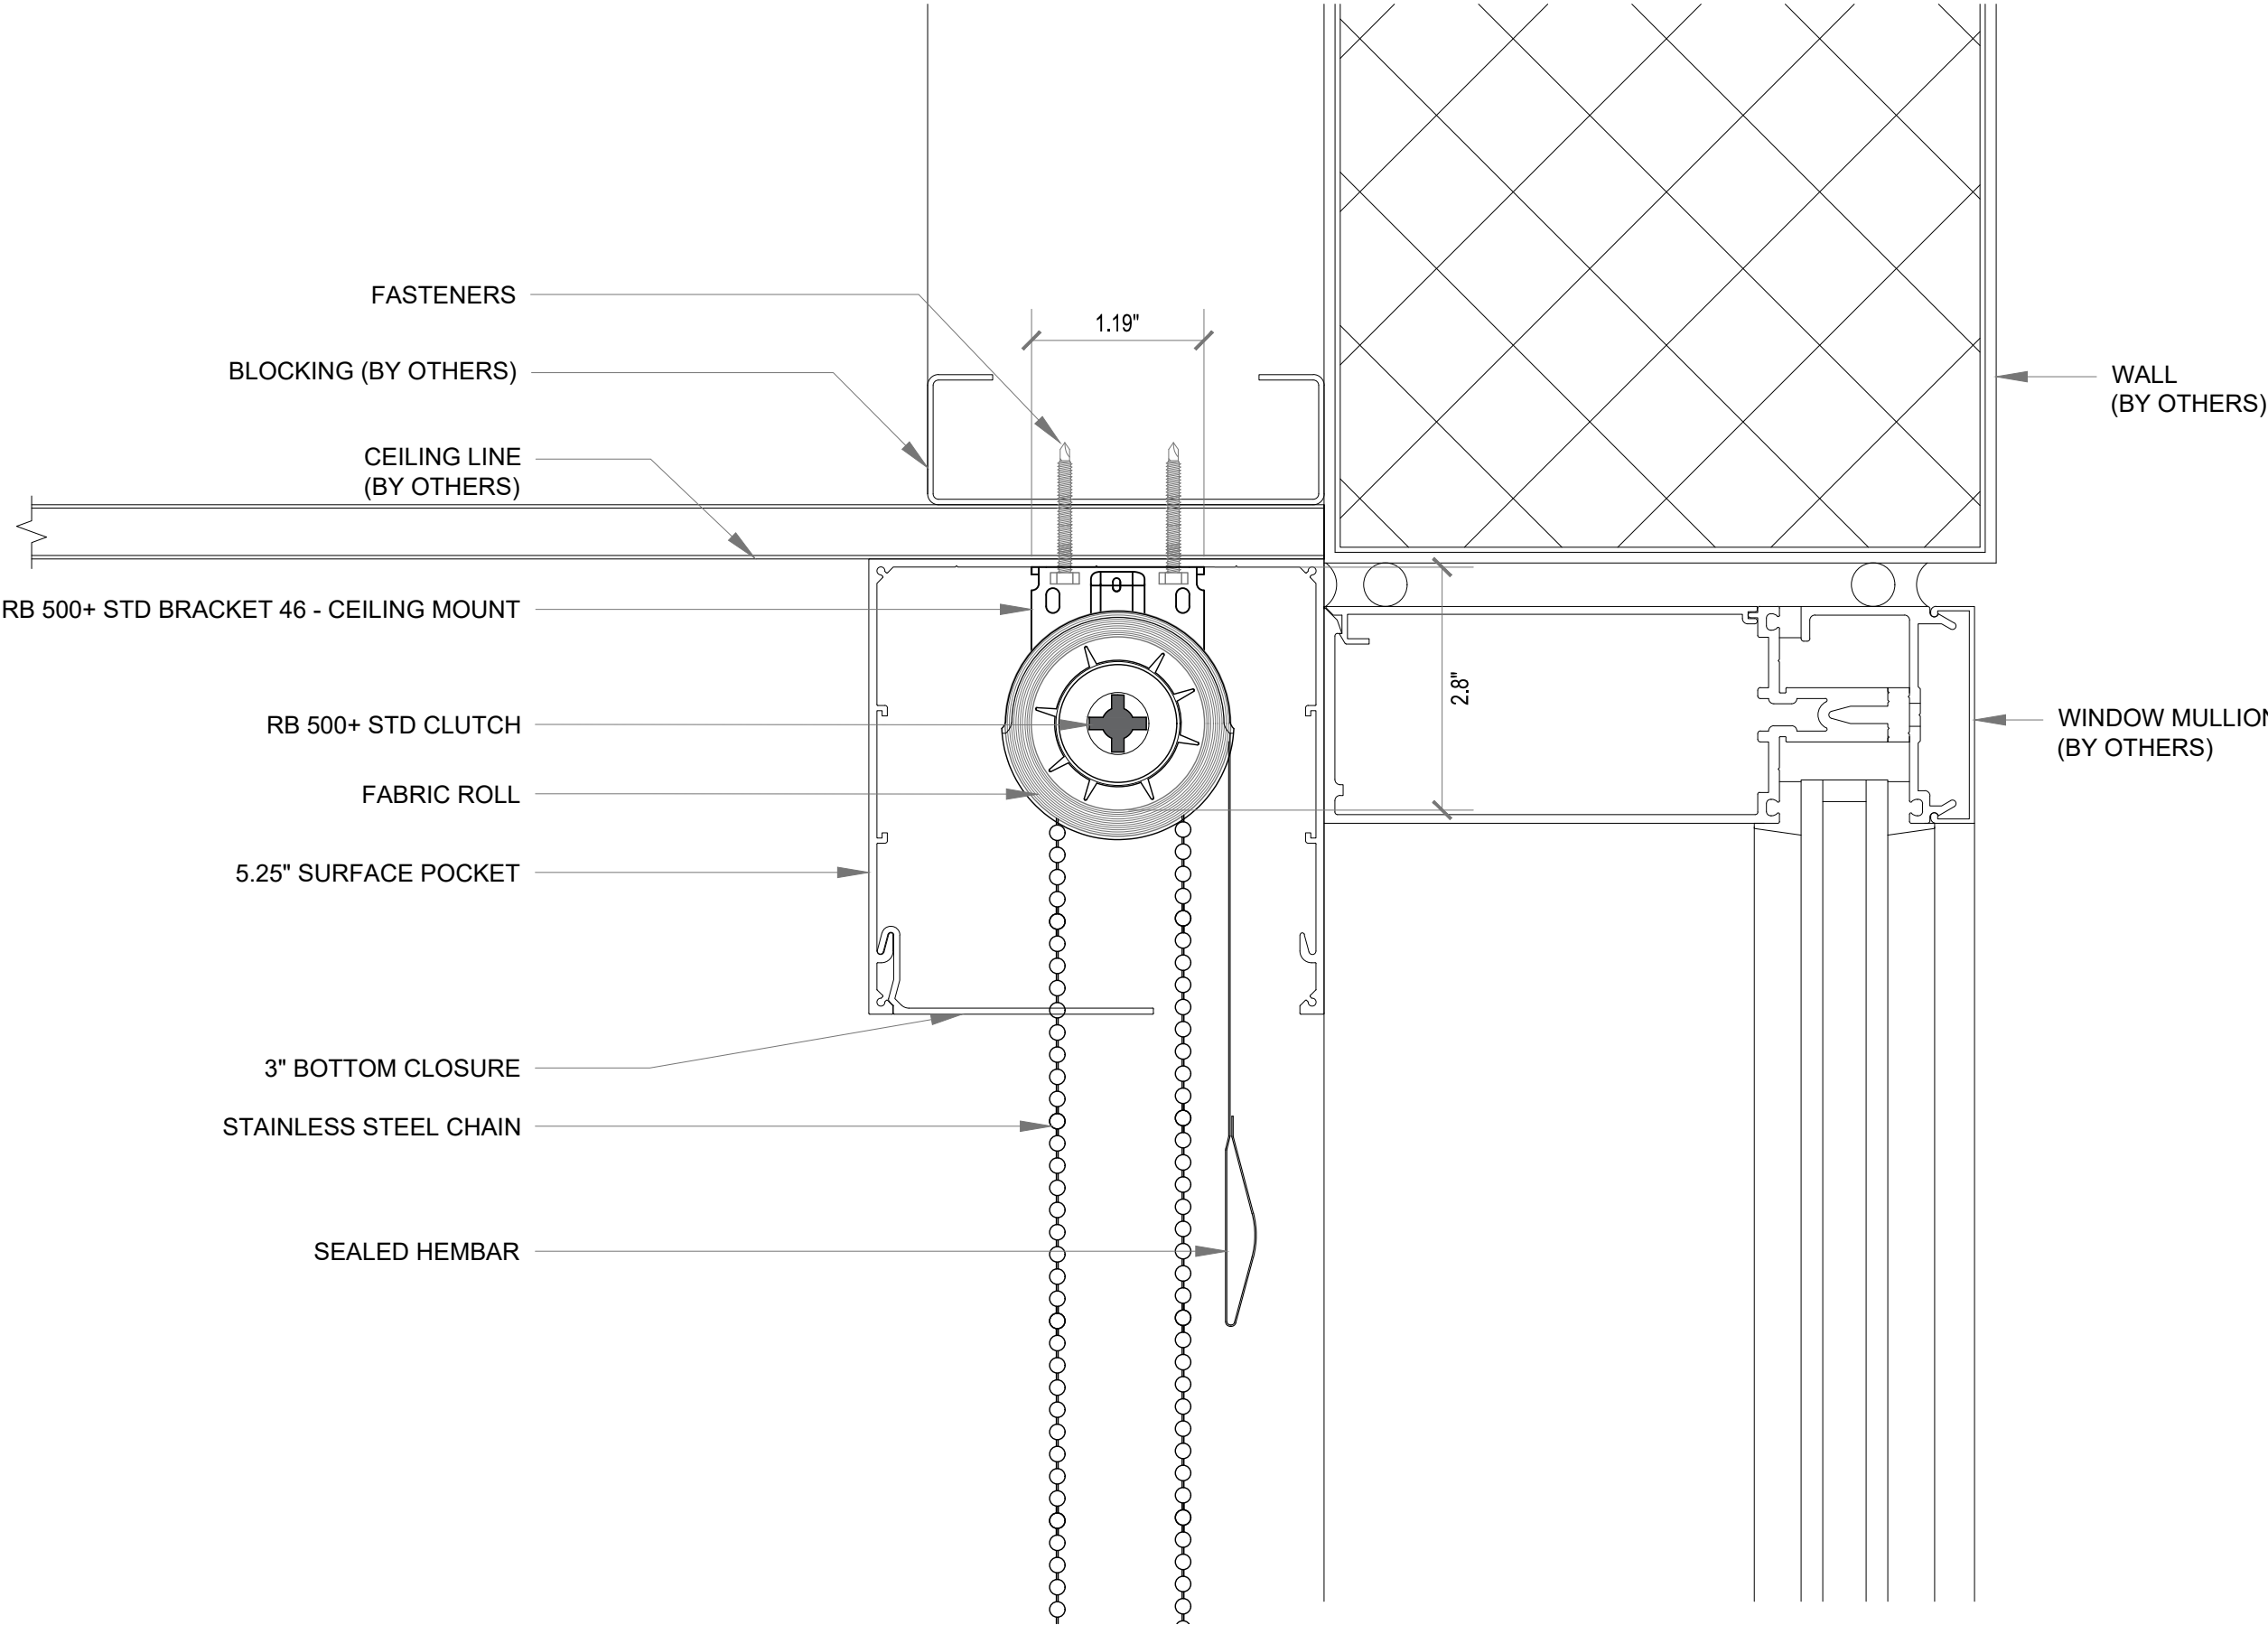 FASTENERS
1.19"
BLOCKING (BY OTHERS)
WALL
(BY OTHERS)
CEILING LINE
(BY OTHERS)
RB 500+ STD BRACKET 46 - CEILING MOUNT
2.8"
RB 500+ STD CLUTCH
WINDOW MULLION
(BY OTHERS)
FABRIC ROLL
5.25" SURFACE POCKET
3" BOTTOM CLOSURE
STAINLESS STEEL CHAIN
SEALED HEMBAR